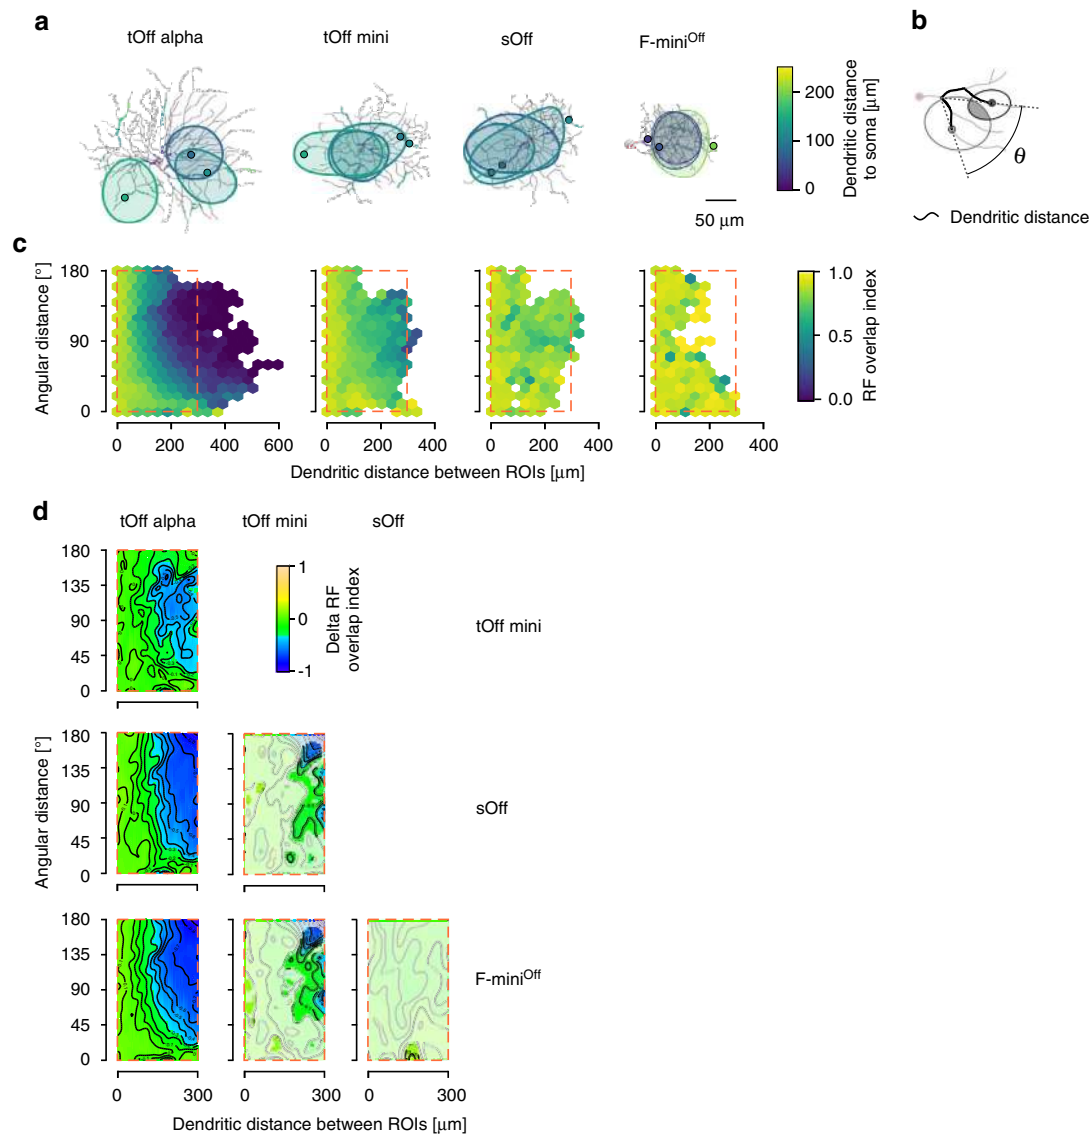 a
b
tOff alpha
tOff mini
sOff
F-miniOff
200
100
0
Dendritic distance
to soma [μm]
50 μm
θ
Dendritic distance
c
Angular distance [°]
180
90
0
1.0
0.5
0.0
RF overlap index
0 200 400 600
0 200 400
0 200 400
0 200 400
Dendritic distance between ROIs [μm]
d
tOff alpha
tOff mini
sOff
180
135
90
45
0
1
0
-1
Delta RF
overlap index
tOff mini
Angular distance [°]
180
135
90
45
0
sOff
180
135
90
45
0
F-miniOff
0 300
0 300
0 300
Dendritic distance between ROIs [μm]